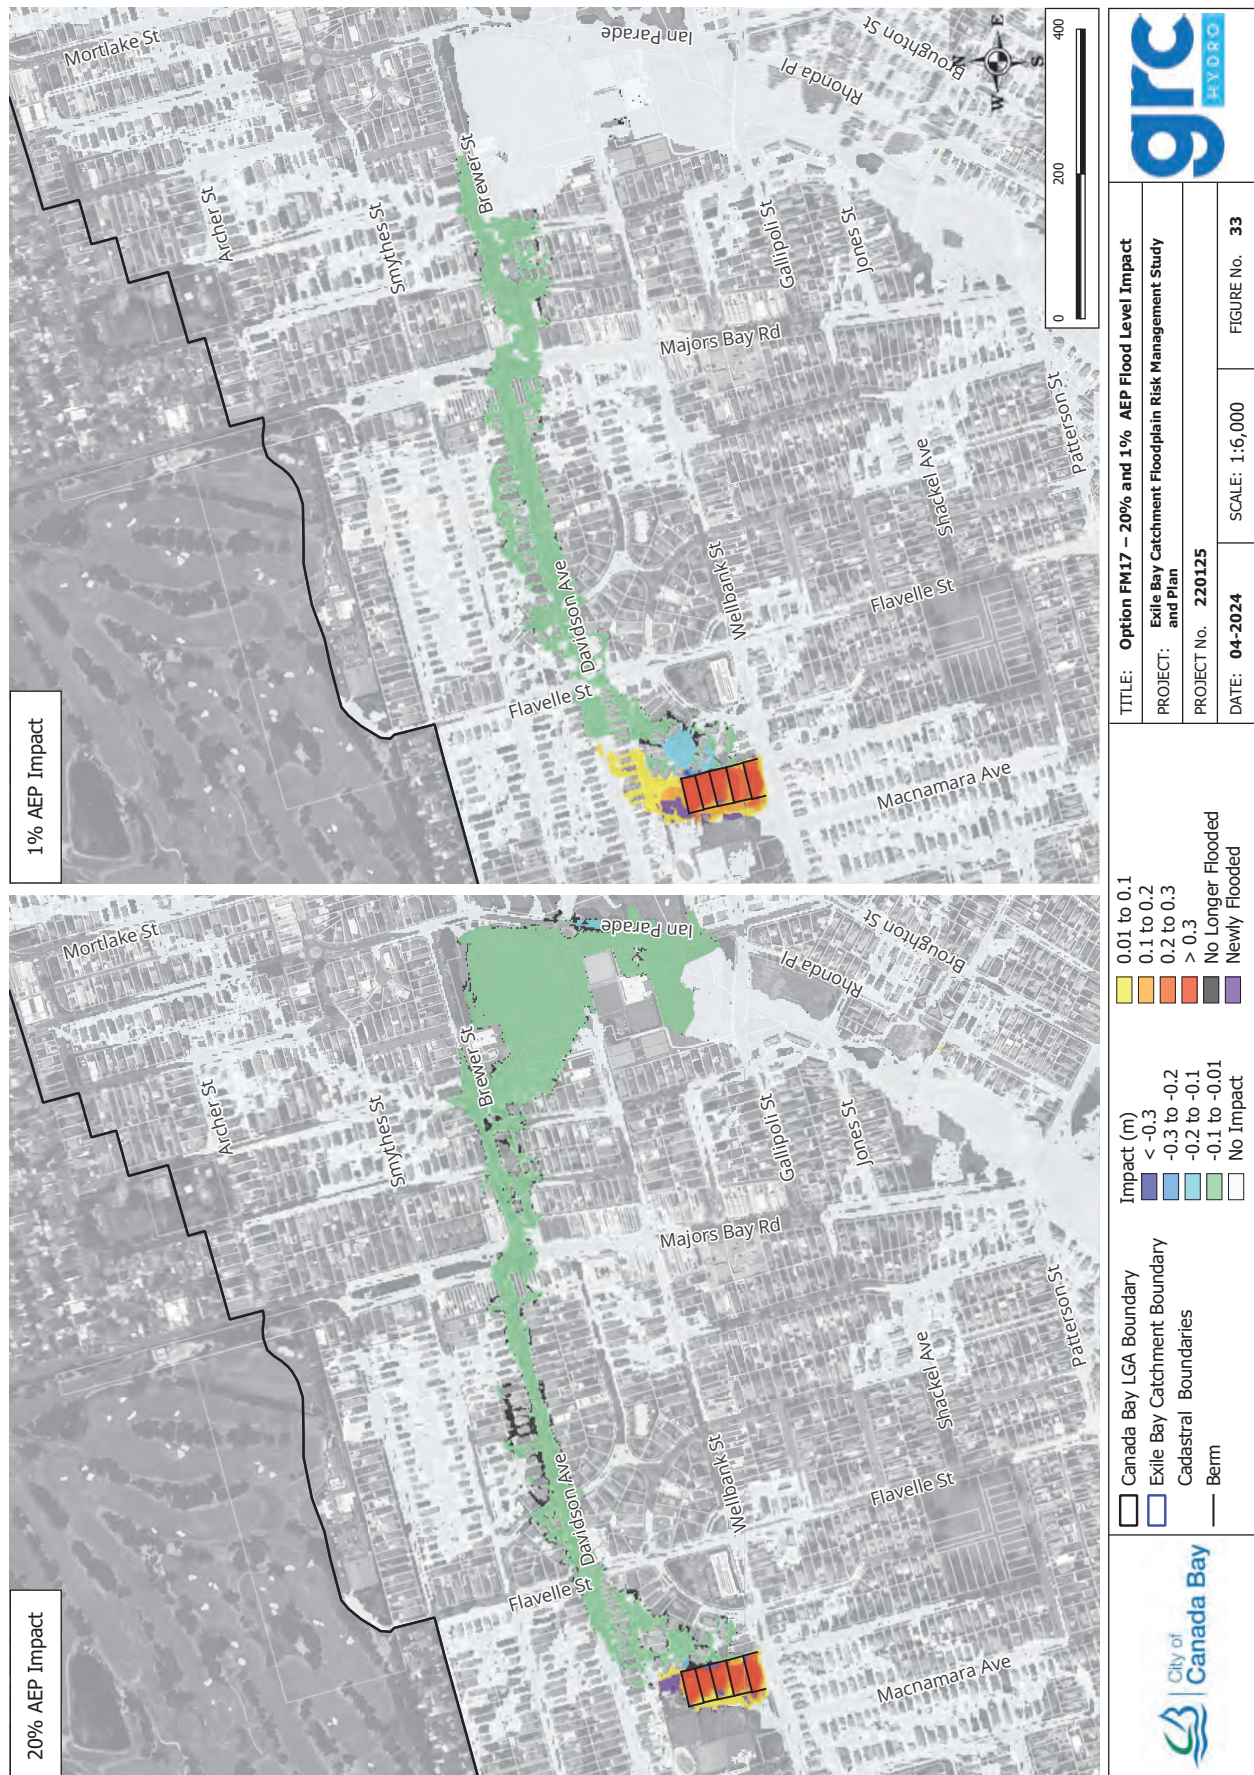 20% AEP Impact
Mortlake St
Archer St
Smythes St
Brewer St
Ian Parade
Rhonda Pl
Broughton St
Gallipoli St
Jones St
Majors Bay Rd
Davidson Ave
Flavelle St
Wellbank St
Flavelle St
Shackel Ave
Patterson St
Macnamara Ave
1% AEP Impact
Mortlake St
Archer St
Smythes St
Brewer St
Ian Parade
Rhonda Pl
Broughton St
Gallipoli St
Jones St
Majors Bay Rd
Davidson Ave
Flavelle St
Wellbank St
Flavelle St
Shackel Ave
Patterson St
Macnamara Ave
N
E
S
W
0 200 400
City of
Canada Bay
Canada Bay LGA Boundary
Exile Bay Catchment Boundary
Cadastral Boundaries
Berm
Impact (m)
< -0.3
-0.3 to -0.2
-0.2 to -0.1
-0.1 to -0.01
No Impact
0.01 to 0.1
0.1 to 0.2
0.2 to 0.3
> 0.3
No Longer Flooded
Newly Flooded
TITLE: Option FM17 – 20% and 1% AEP Flood Level Impact
PROJECT: Exile Bay Catchment Floodplain Risk Management Study
and Plan
PROJECT No. 220125
DATE: 04-2024 SCALE: 1:6,000 FIGURE No. 33
grc
HYDRO